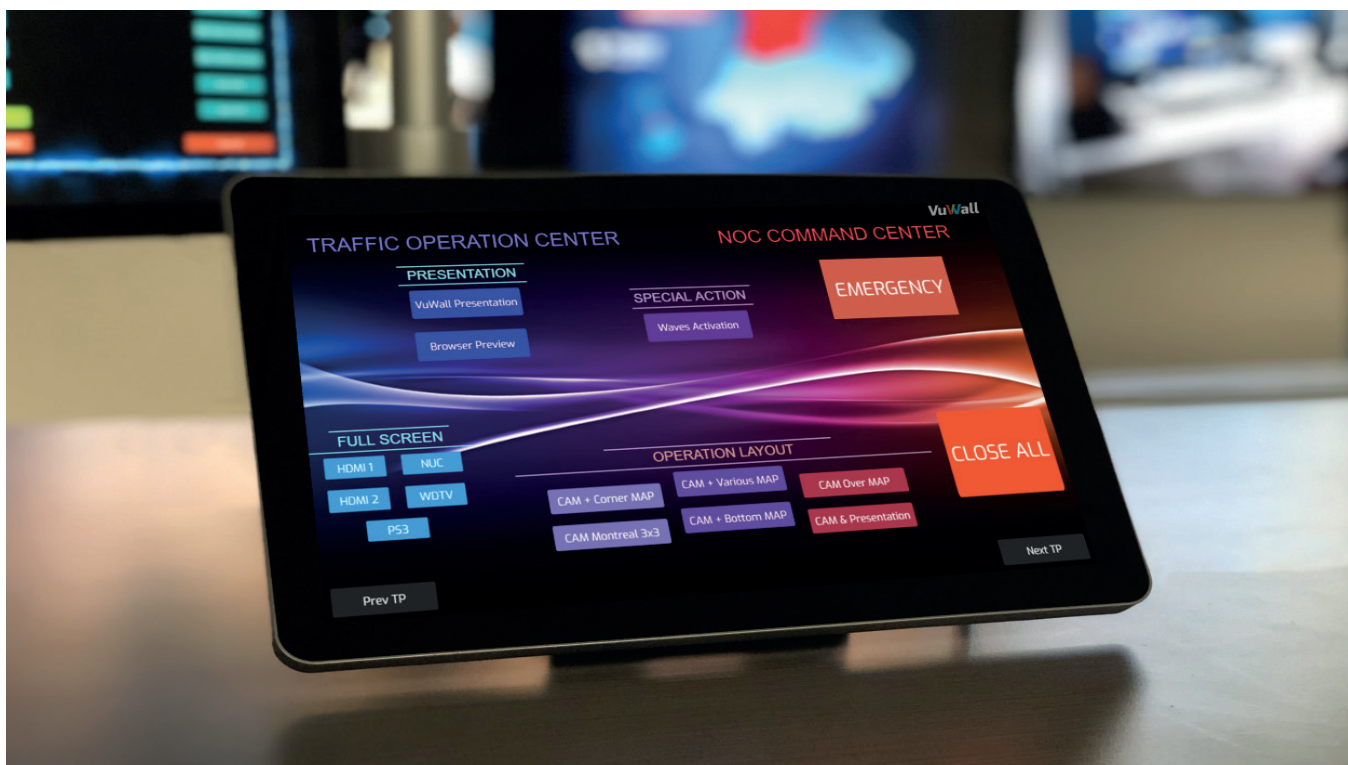 VuWall
TRAFFIC OPERATION CENTER
NOC COMMAND CENTER
PRESENTATION
VuWall Presentation
Browser Preview
SPECIAL ACTION
Waves Activation
EMERGENCY
FULL SCREEN
HDMI 1
NUC
HDMI 2
WDTV
PS3
OPERATION LAYOUT
CAM + Corner MAP
CAM + Various MAP
CAM Over MAP
CAM Montreal 3x3
CAM + Bottom MAP
CAM & Presentation
CLOSE ALL
Prev TP
Next TP